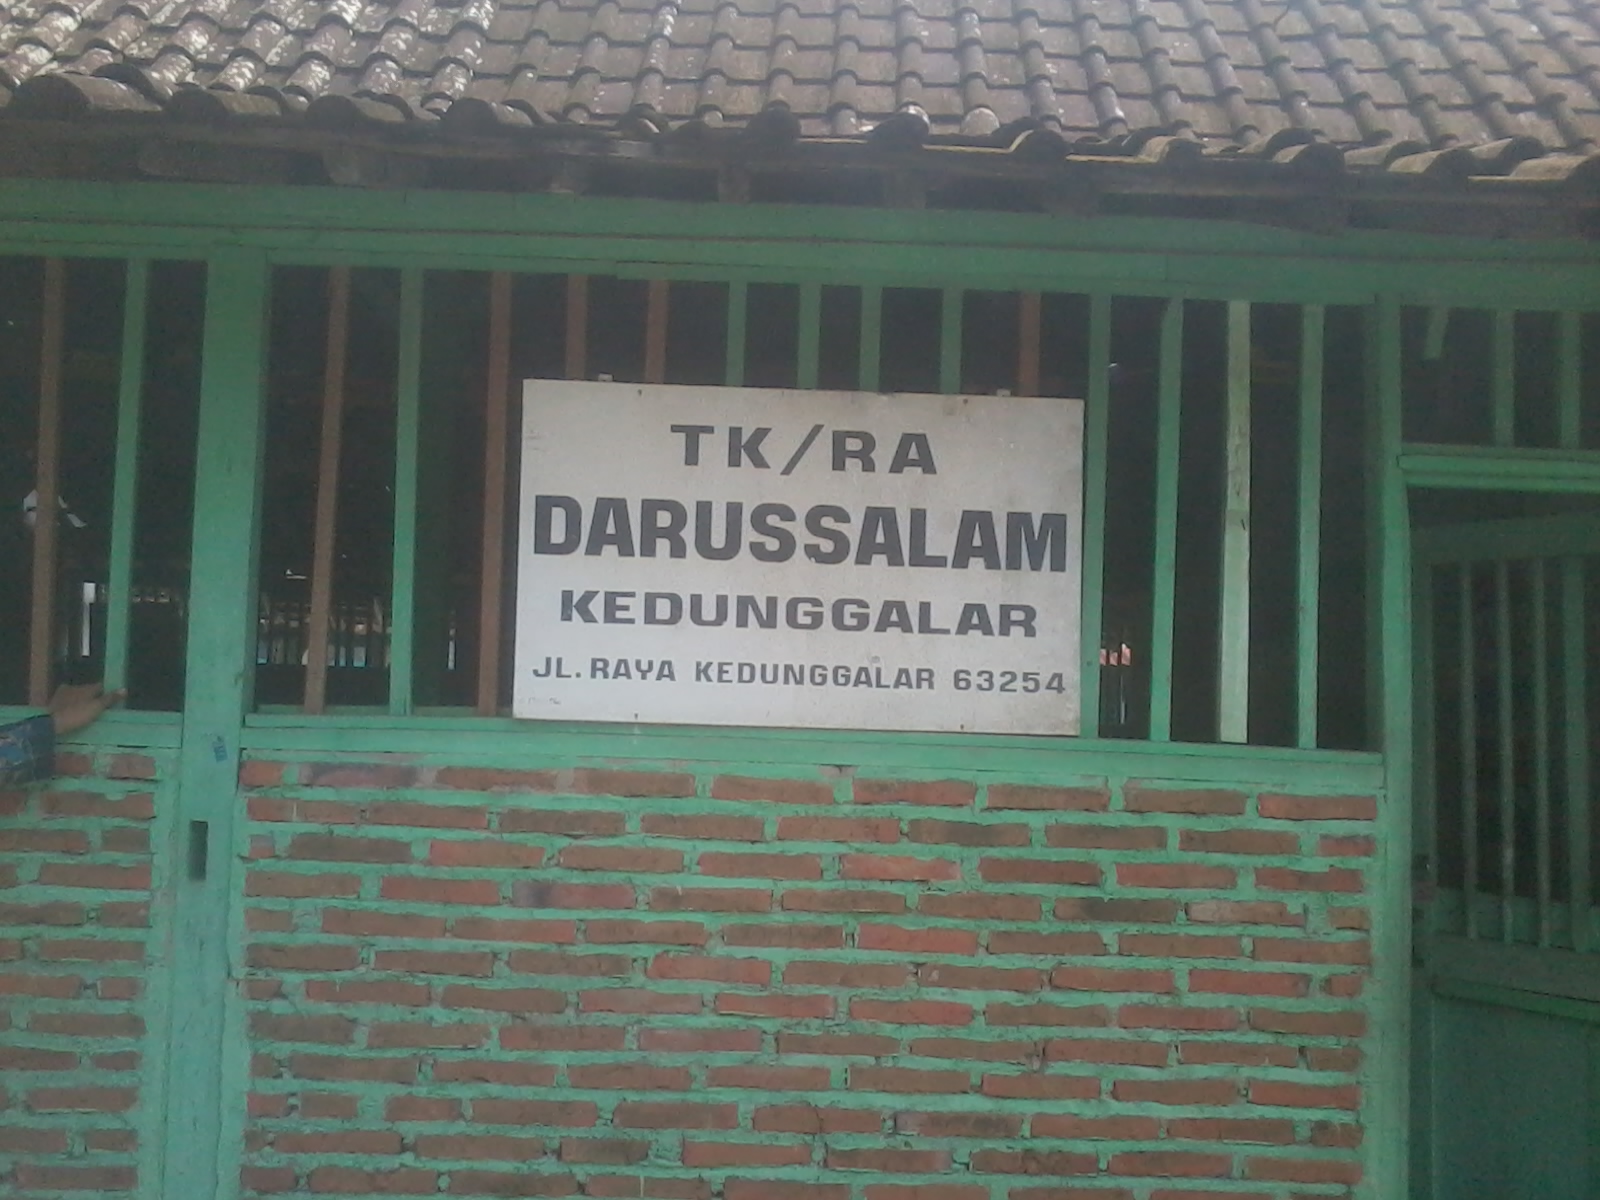 TK/RA
DARUSSALAM
KEDUNGGALAR
JL. RAYA KEDUNGGALAR 63254